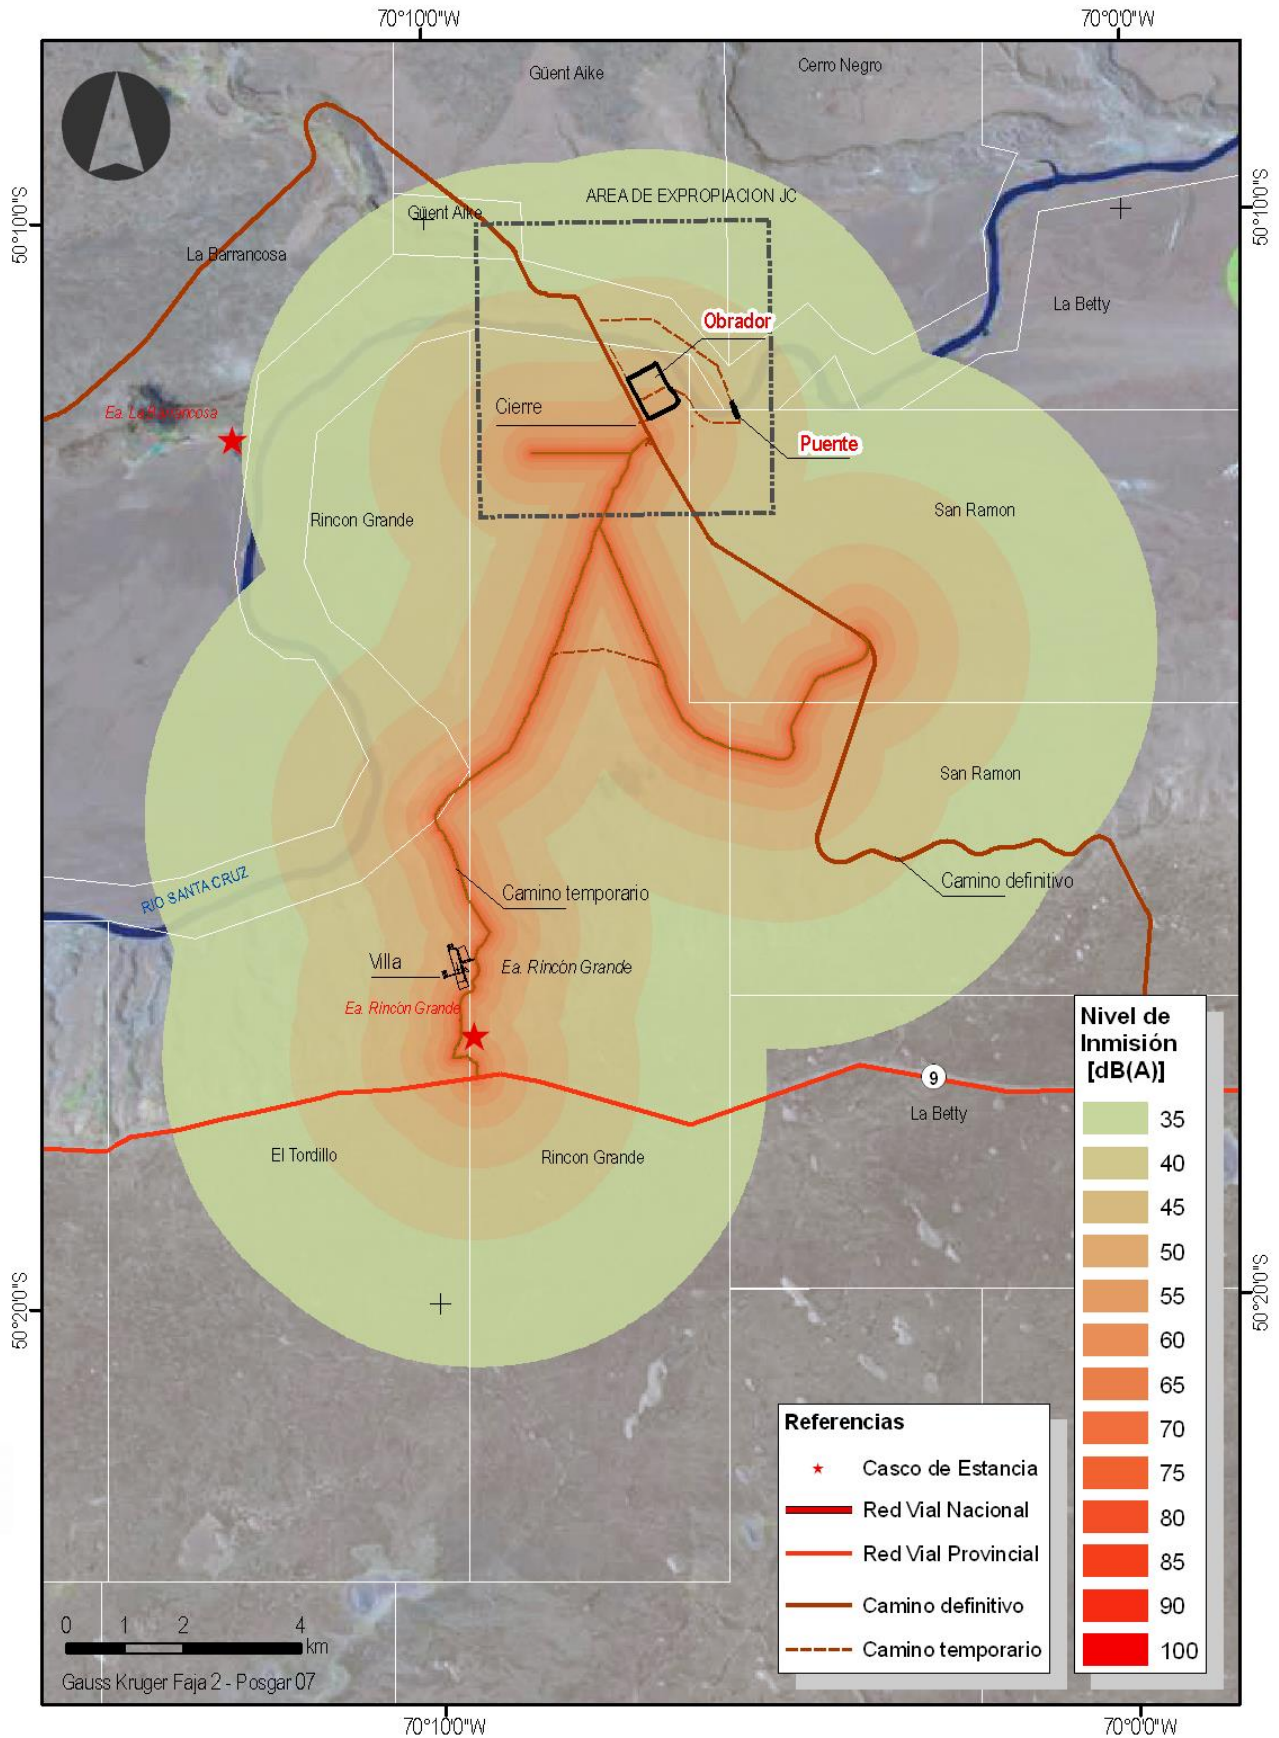 70°10'0"W
70°0'0"W
Güent Aike
Cerro Negro
50°10'0"S
50°10'0"S
AREA DE EXPROPIACION JC
Güent Aike
La Barrancosa
La Betty
Obrador
Cierre
Ea. La Barrancosa
Puente
Rincon Grande
San Ramon
San Ramon
RIO SANTA CRUZ
Camino temporario
Camino definitivo
Villa
Ea. Rincón Grande
Ea. Rincón Grande
9
La Betty
El Tordillo
Rincon Grande
50°20'0"S
50°20'0"S
Nivel de
Inmisión
[dB(A)]
35
40
45
50
55
60
65
70
75
80
85
90
100
Referencias
Casco de Estancia
Red Vial Nacional
Red Vial Provincial
Camino definitivo
Camino temporario
0 1 2 4
km
Gauss Kruger Faja 2 - Posgar 07
70°10'0"W
70°0'0"W